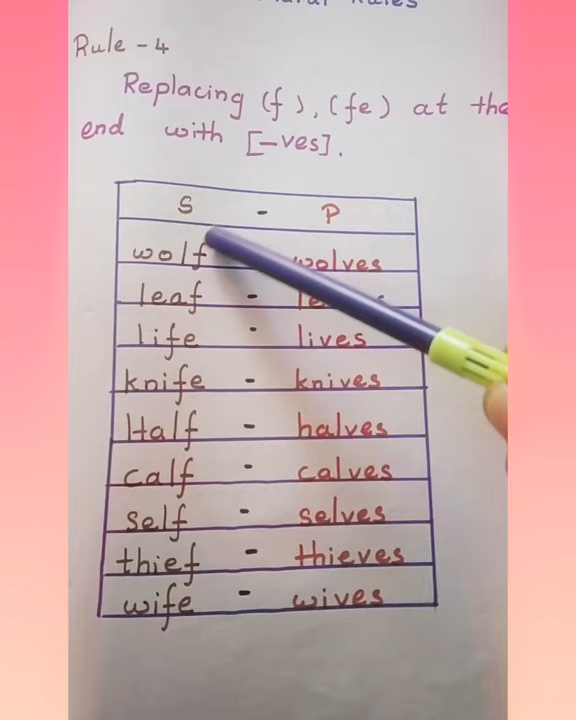 Rules
Rule - 4
Replacing (f), (fe) at the
end with [-ves].
S - P
wolf wolves
leaf -
life - lives
knife - knives
Half - halves
calf - calves
self - selves
thief - thieves
wife - wives